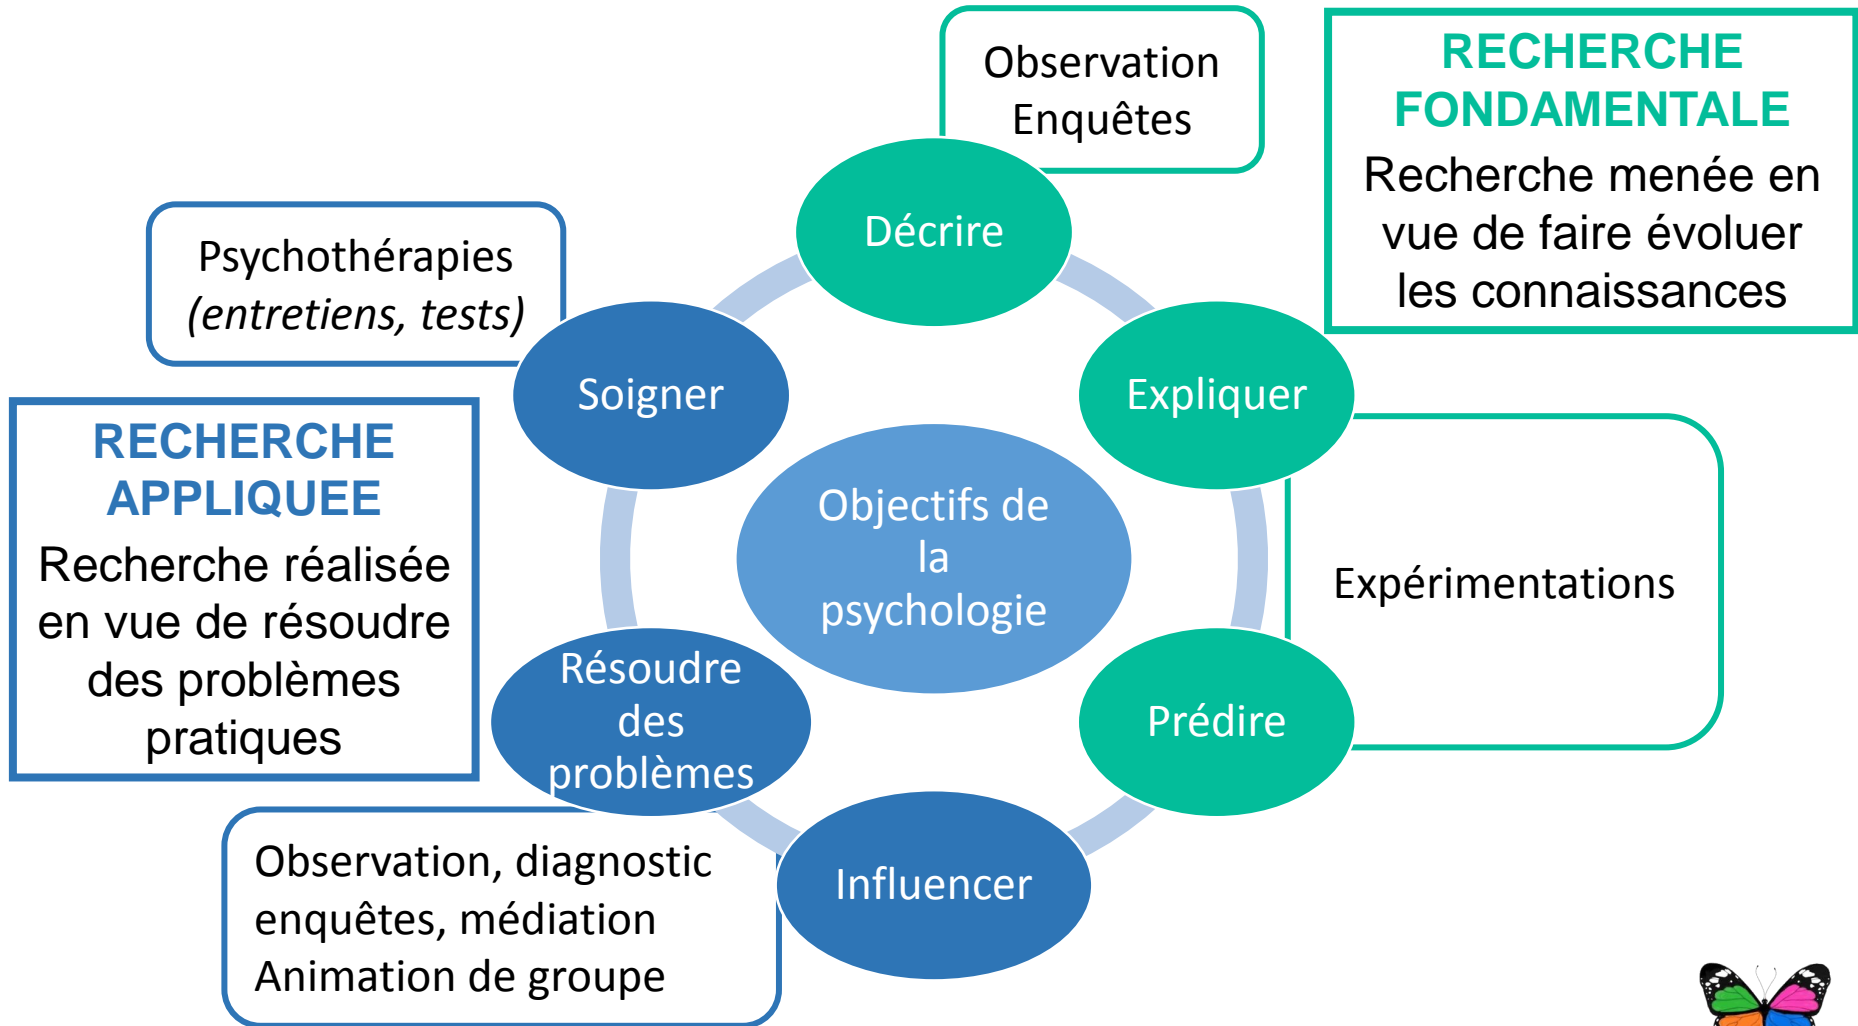 Observation
Enquêtes
RECHERCHE
FONDAMENTALE
Recherche menée en
vue de faire évoluer
les connaissances
Décrire
Psychothérapies
(entretiens, tests)
Soigner
Expliquer
RECHERCHE
APPLIQUEE
Recherche réalisée
en vue de résoudre
des problèmes
pratiques
Objectifs de
la
psychologie
Expérimentations
Résoudre
des
problèmes
Prédire
Influencer
Observation, diagnostic
enquêtes, médiation
Animation de groupe